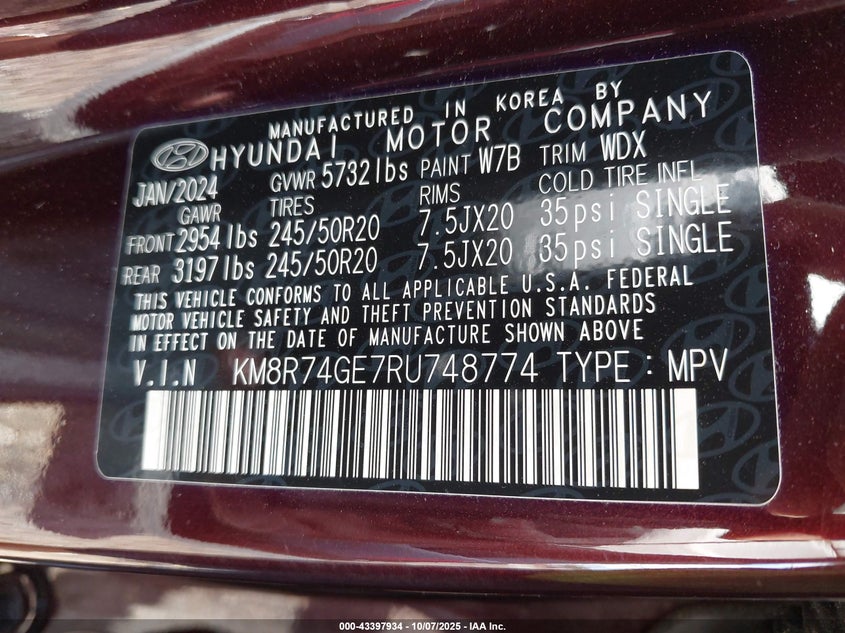 MANUFACTURED IN KOREA BY
HYUNDAI MOTOR COMPANY
JAN/2024 GVWR 5732lbs PAINT W7B TRIM WDX
GAWR TIRES RIMS COLD TIRE INFL
FRONT 2954lbs 245/50R20 7.5JX20 35psi SINGLE
REAR 3197lbs 245/50R20 7.5JX20 35psi SINGLE
THIS VEHICLE CONFORMS TO ALL APPLICABLE U.S.A. FEDERAL
MOTOR VEHICLE SAFETY AND THEFT PREVENTION STANDARDS
IN EFFECT ON THE DATE OF MANUFACTURE SHOWN ABOVE
V.I.N KM8R74GE7RU748774 TYPE : MPV
000-43397934 - 10/07/2025 - IAA Inc.